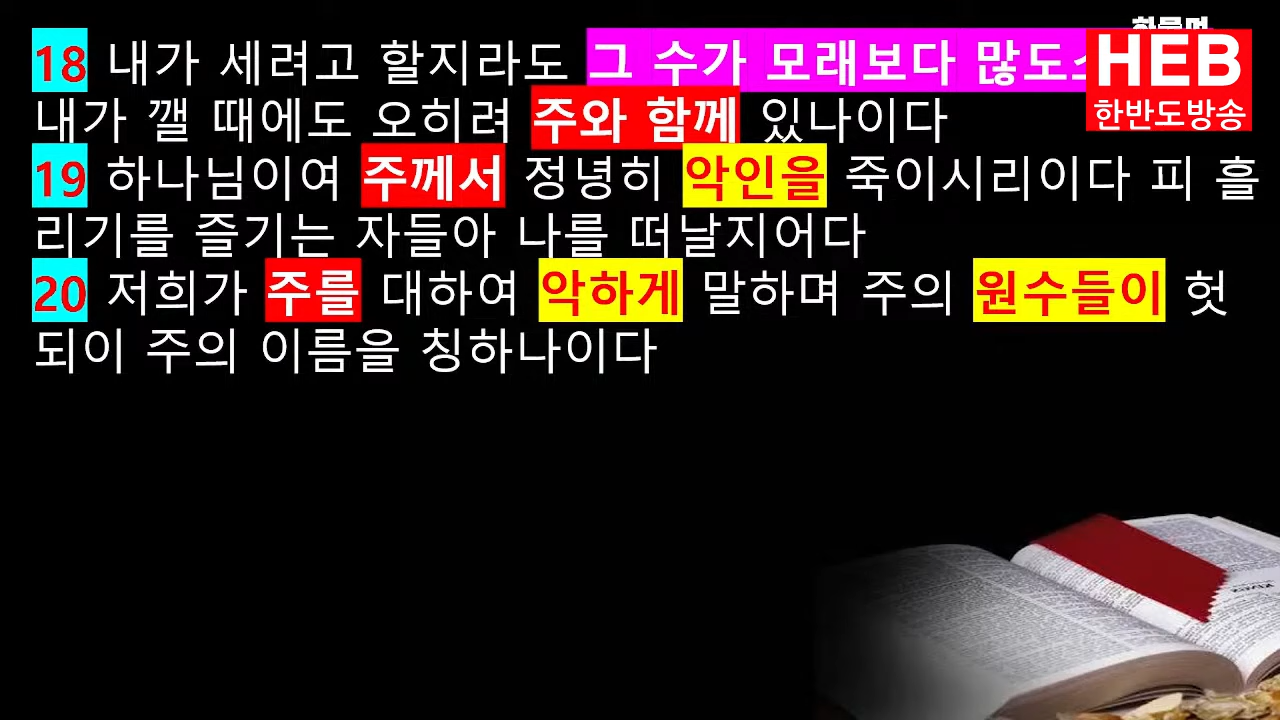 18 내가 세려고 할지라도 그 수가 모래보다
내가 깰 때에도 오히려 주와 함께 있나이다
19 하나님이여 주께서 정녕히 악인을 죽이시리이다 피 흘
리기를 즐기는 자들아 나를 떠날지어다
20 저희가 주를 대하여 악하게 말하며 주의 원수들이 헛
되이 주의 이름을 칭하나이다
HEB
한반도방송